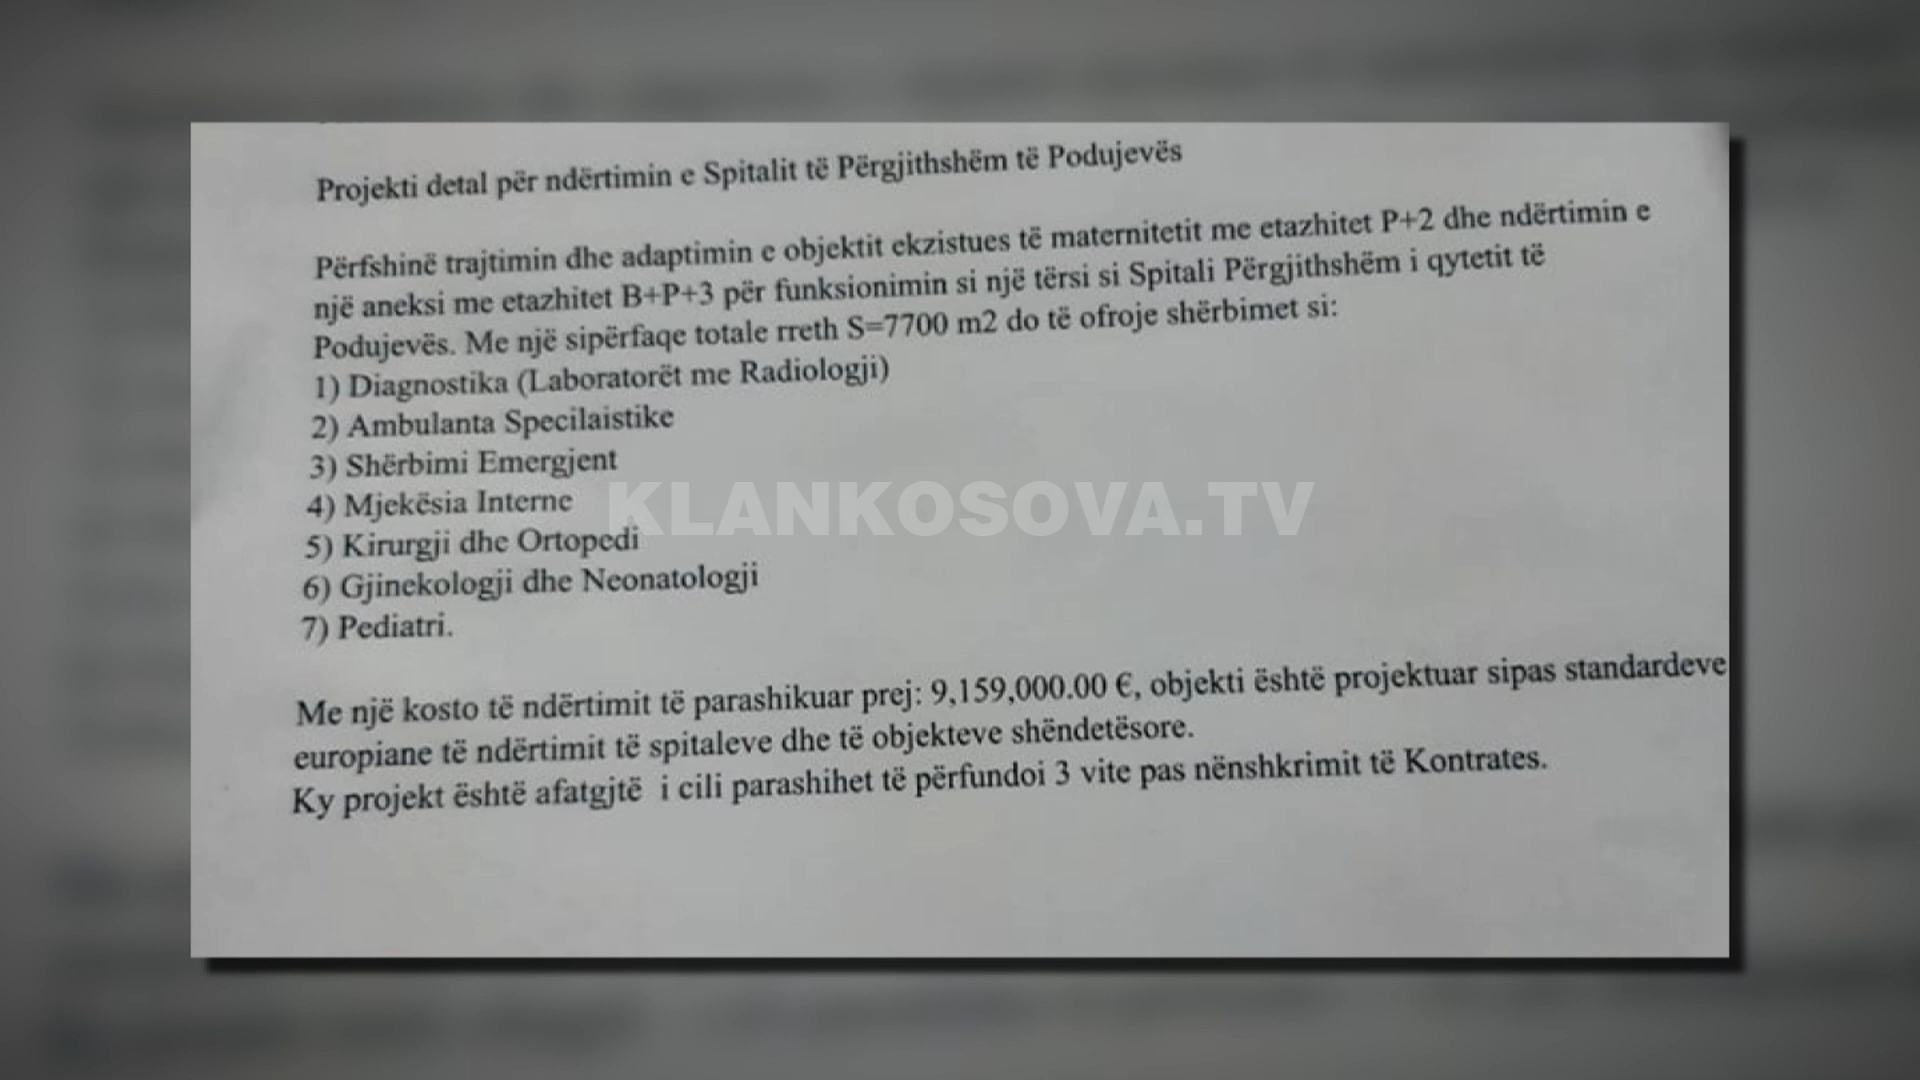 Projekti detal për ndërtimin e Spitalit të Përgjithshëm të Podujevës
Përfshinë trajtimin dhe adaptimin e objektit ekzistues të maternitetit me etazhitet P+2 dhe ndërtimin e
një aneksi me etazhitet B+P+3 për funksionimin si një tërsi si Spitali Përgjithshëm i qytetit të
Podujevës. Me një sipërfaqe totale rreth S=7700 m2 do të ofroje shërbimet si:
1) Diagnostika (Laboratorët me Radiologji)
2) Ambulanta Specilaistike
3) Shërbimi Emergjent
4) Mjekësia Interne
KLANKOSOVA.TV
5) Kirurgji dhe Ortopedi
6) Gjinekologji dhe Neonatologji
7) Pediatri.
Me një kosto të ndërtimit të parashikuar prej: 9,159,000.00 €, objekti është projektuar sipas standardeve
europiane të ndërtimit të spitaleve dhe të objekteve shëndetësore.
Ky projekt është afatgjtë i cili parashihet të përfundoi 3 vite pas nënshkrimit të Kontrates.